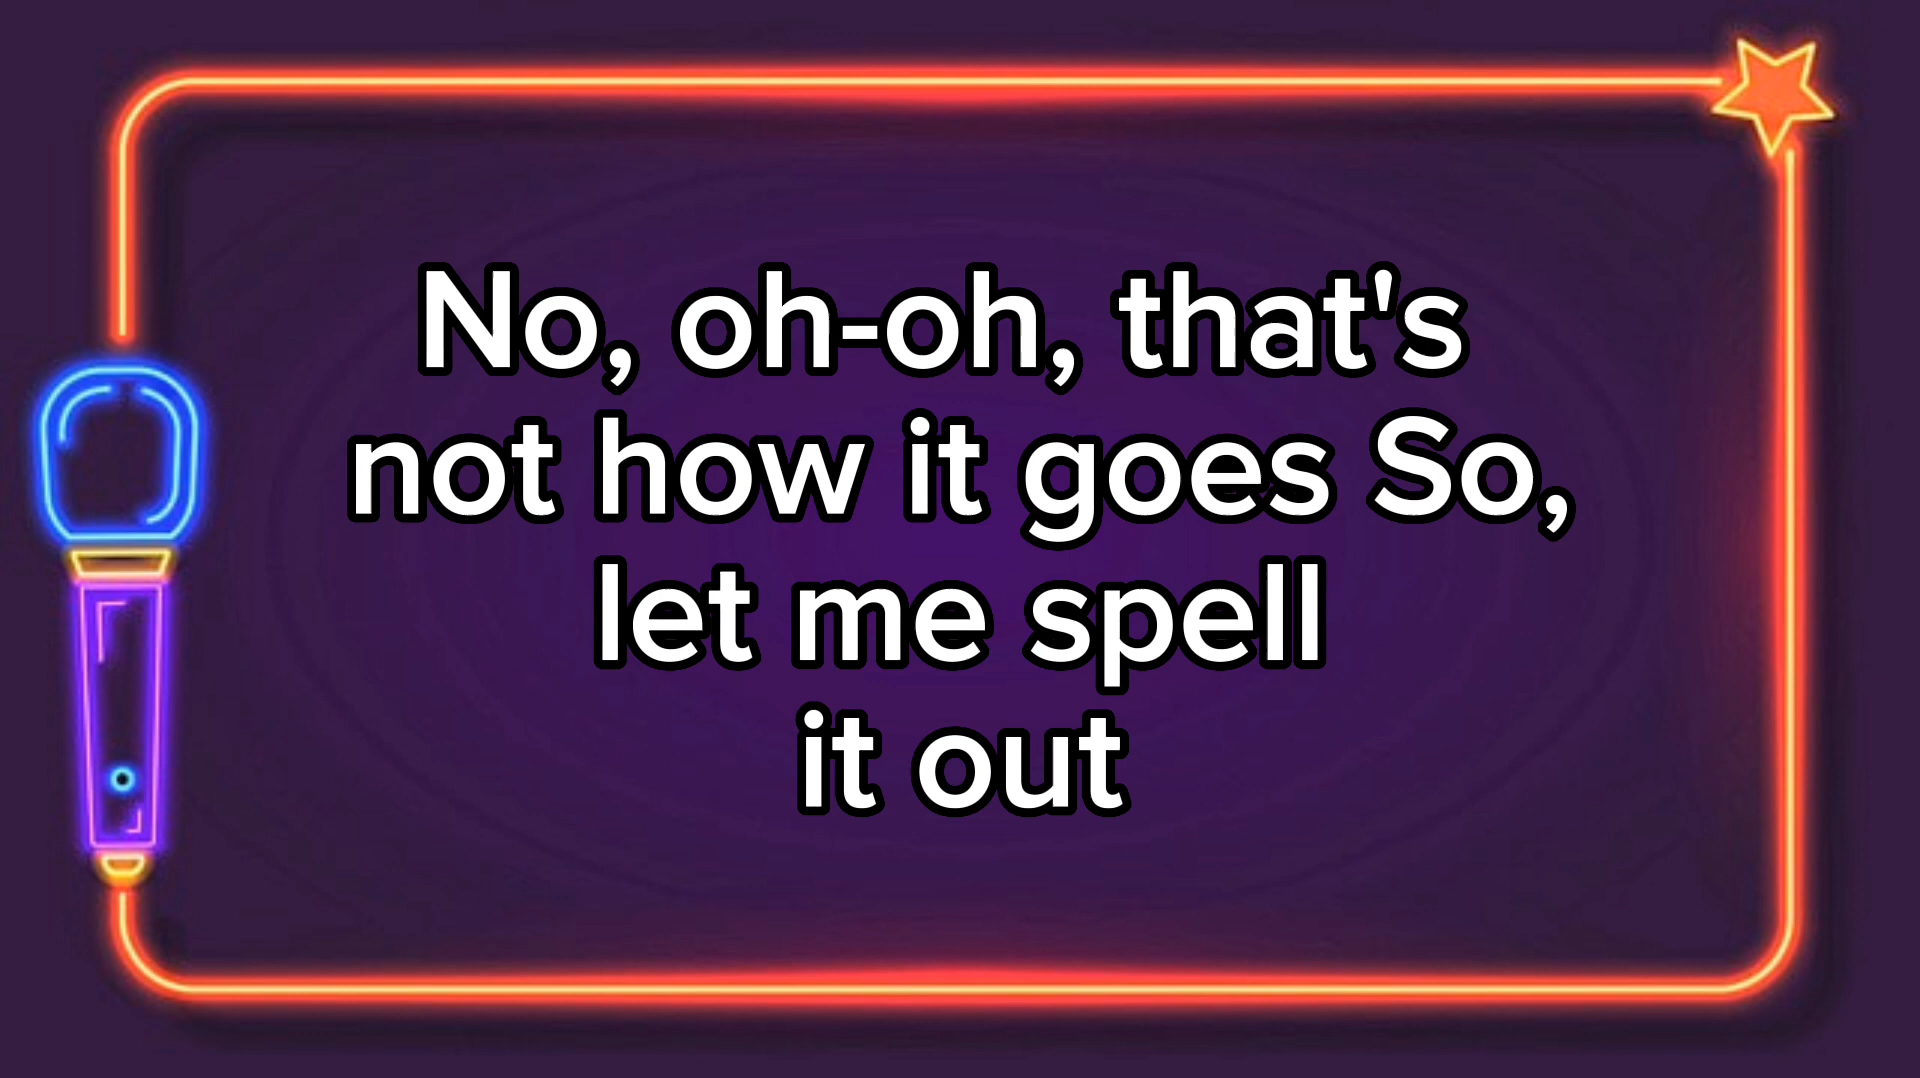 No, oh-oh, that's
not how it goes So,
let me spell
it out